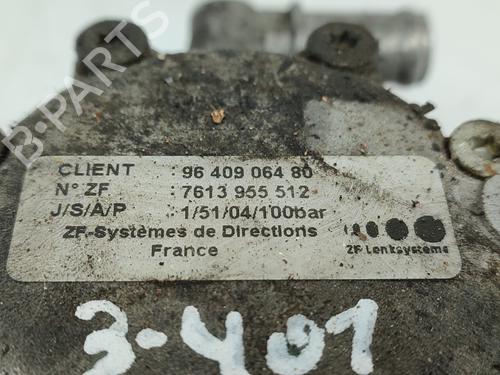 B-PARTS
CLIENT : 96 409 064 80
N° ZF : 7613 955 512
J/S/A/P : 1/51/04/100bar
ZF-Systèmes de Directions
France
ZF Lenksysteme
3-401